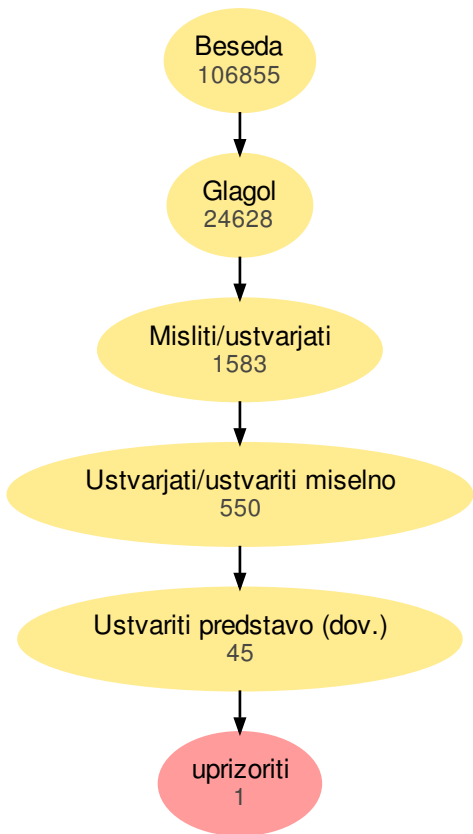 Beseda
106855
Glagol
24628
Misliti/ustvarjati
1583
Ustvarjati/ustvariti miselno
550
Ustvariti predstavo (dov.)
45
uprizoriti
1